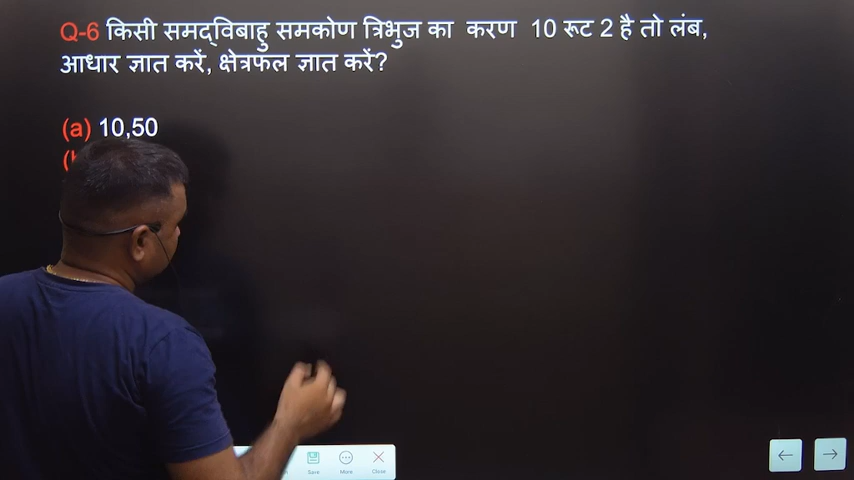 Q-6 किसी समद्विबाहु समकोण त्रिभुज का करण 10 रूट 2 है तो लंब,
आधार ज्ञात करें, क्षेत्रफल ज्ञात करें?
(a) 10,50
Save More Close